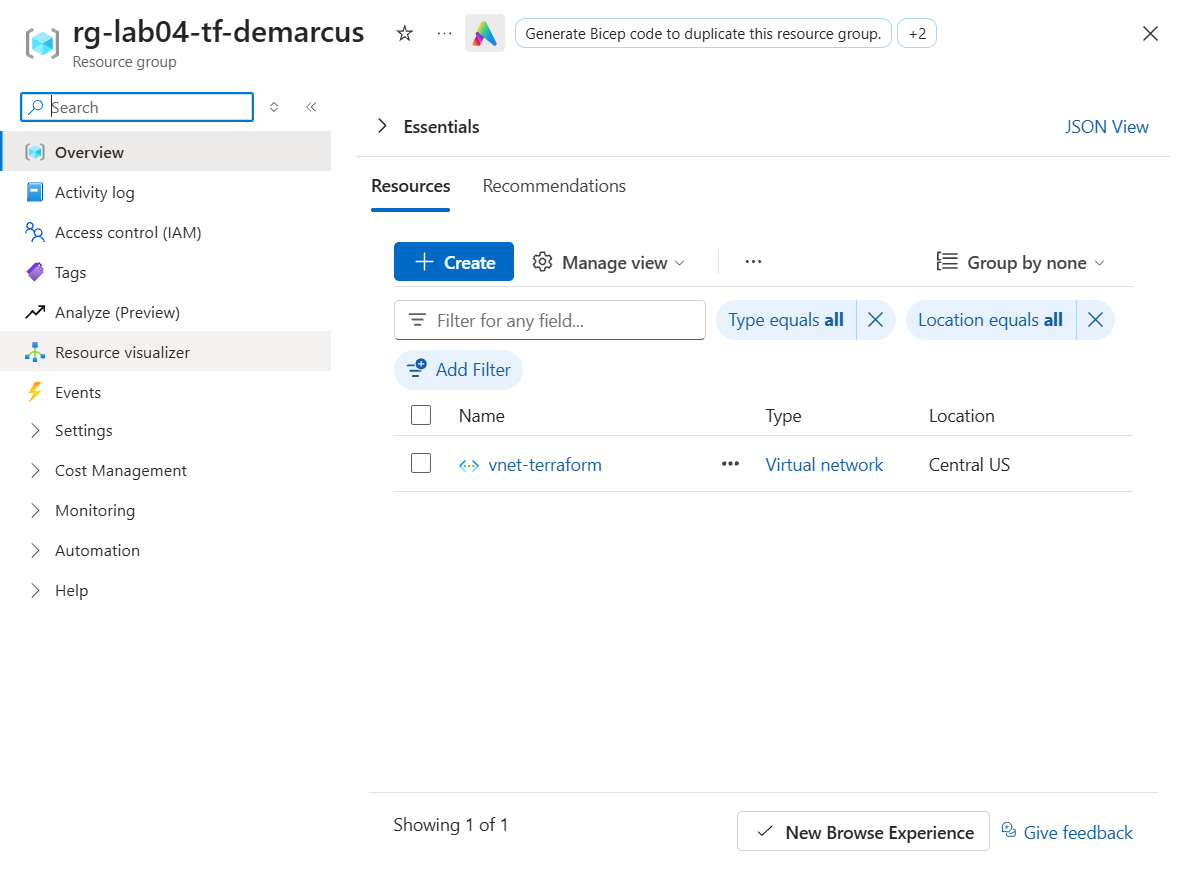 rg-lab04-tf-demarcus
Resource group
Generate Bicep code to duplicate this resource group.
+2
Search
Overview
Activity log
Access control (IAM)
Tags
Analyze (Preview)
Resource visualizer
Events
Settings
Cost Management
Monitoring
Automation
Help
Essentials
JSON View
Resources Recommendations
Create Manage view Group by none
Filter for any field... Type equals all Location equals all
Add Filter
Name Type Location
vnet-terraform Virtual network Central US
Showing 1 of 1
New Browse Experience Give feedback